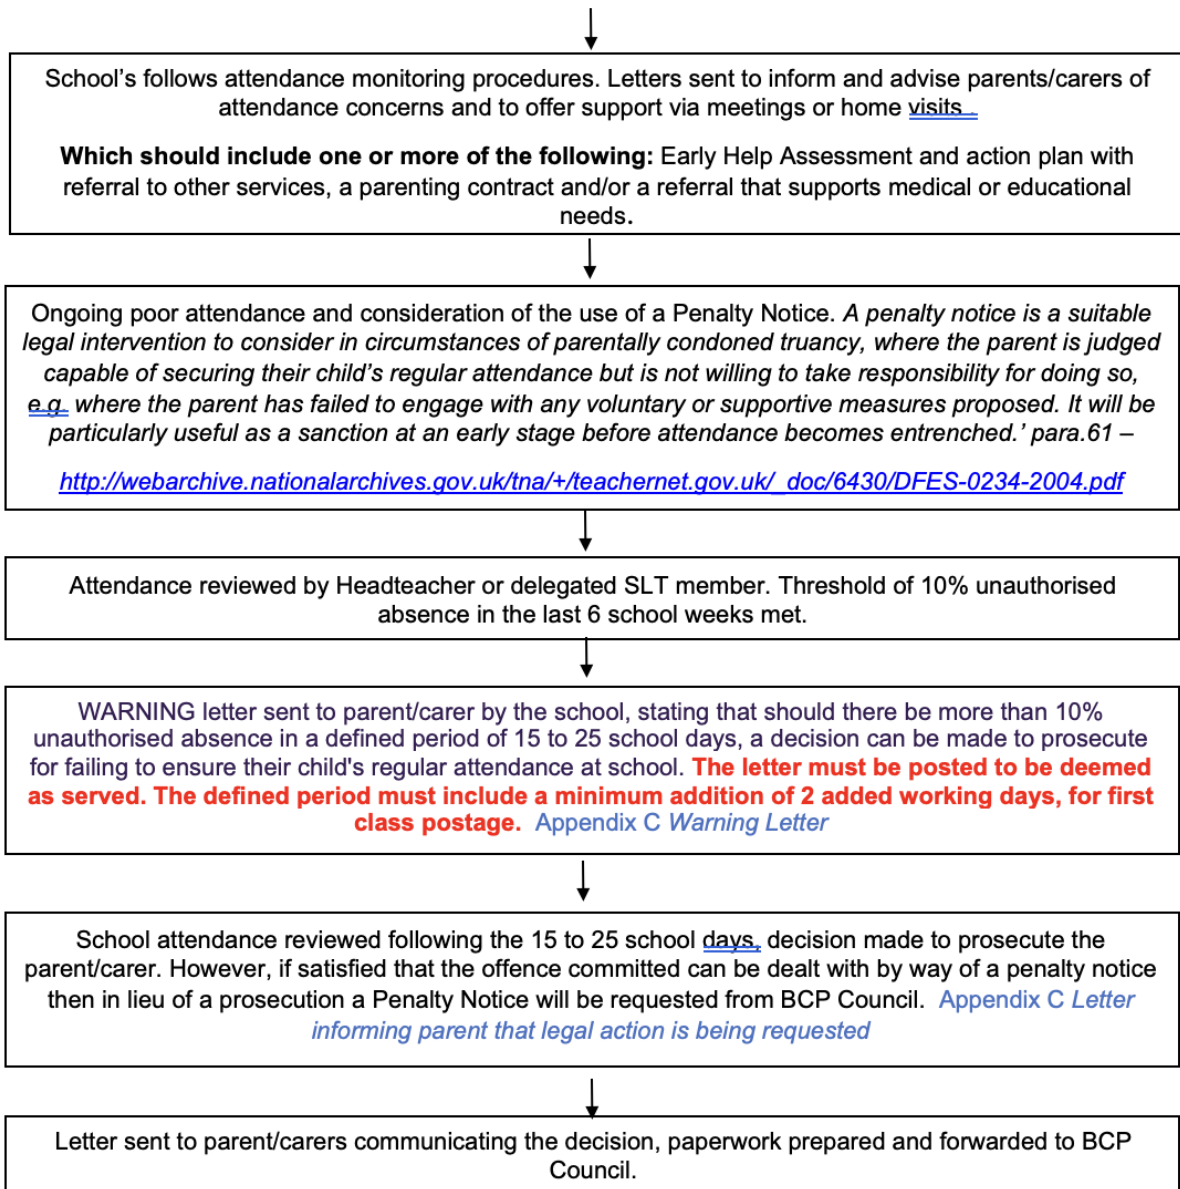 School's follows attendance monitoring procedures. Letters sent to inform and advise parents/carers of
attendance concerns and to offer support via meetings or home visits .
Which should include one or more of the following: Early Help Assessment and action plan with
referral to other services, a parenting contract and/or a referral that supports medical or educational
needs.
Ongoing poor attendance and consideration of the use of a Penalty Notice. A penalty notice is a suitable
legal intervention to consider in circumstances of parentally condoned truancy, where the parent is judged
capable of securing their child's regular attendance but is not willing to take responsibility for doing so,
e.g. where the parent has failed to engage with any voluntary or supportive measures proposed. It will be
particularly useful as a sanction at an early stage before attendance becomes entrenched.' para.61 –
http://webarchive.nationalarchives.gov.uk/tna/+/teachernet.gov.uk/_doc/6430/DFES-0234-2004.pdf
Attendance reviewed by Headteacher or delegated SLT member. Threshold of 10% unauthorised
absence in the last 6 school weeks met.
WARNING letter sent to parent/carer by the school, stating that should there be more than 10%
unauthorised absence in a defined period of 15 to 25 school days, a decision can be made to prosecute
for failing to ensure their child's regular attendance at school. The letter must be posted to be deemed
as served. The defined period must include a minimum addition of 2 added working days, for first
class postage. Appendix C Warning Letter
School attendance reviewed following the 15 to 25 school days, decision made to prosecute the
parent/carer. However, if satisfied that the offence committed can be dealt with by way of a penalty notice
then in lieu of a prosecution a Penalty Notice will be requested from BCP Council. Appendix C Letter
informing parent that legal action is being requested
Letter sent to parent/carers communicating the decision, paperwork prepared and forwarded to BCP
Council.